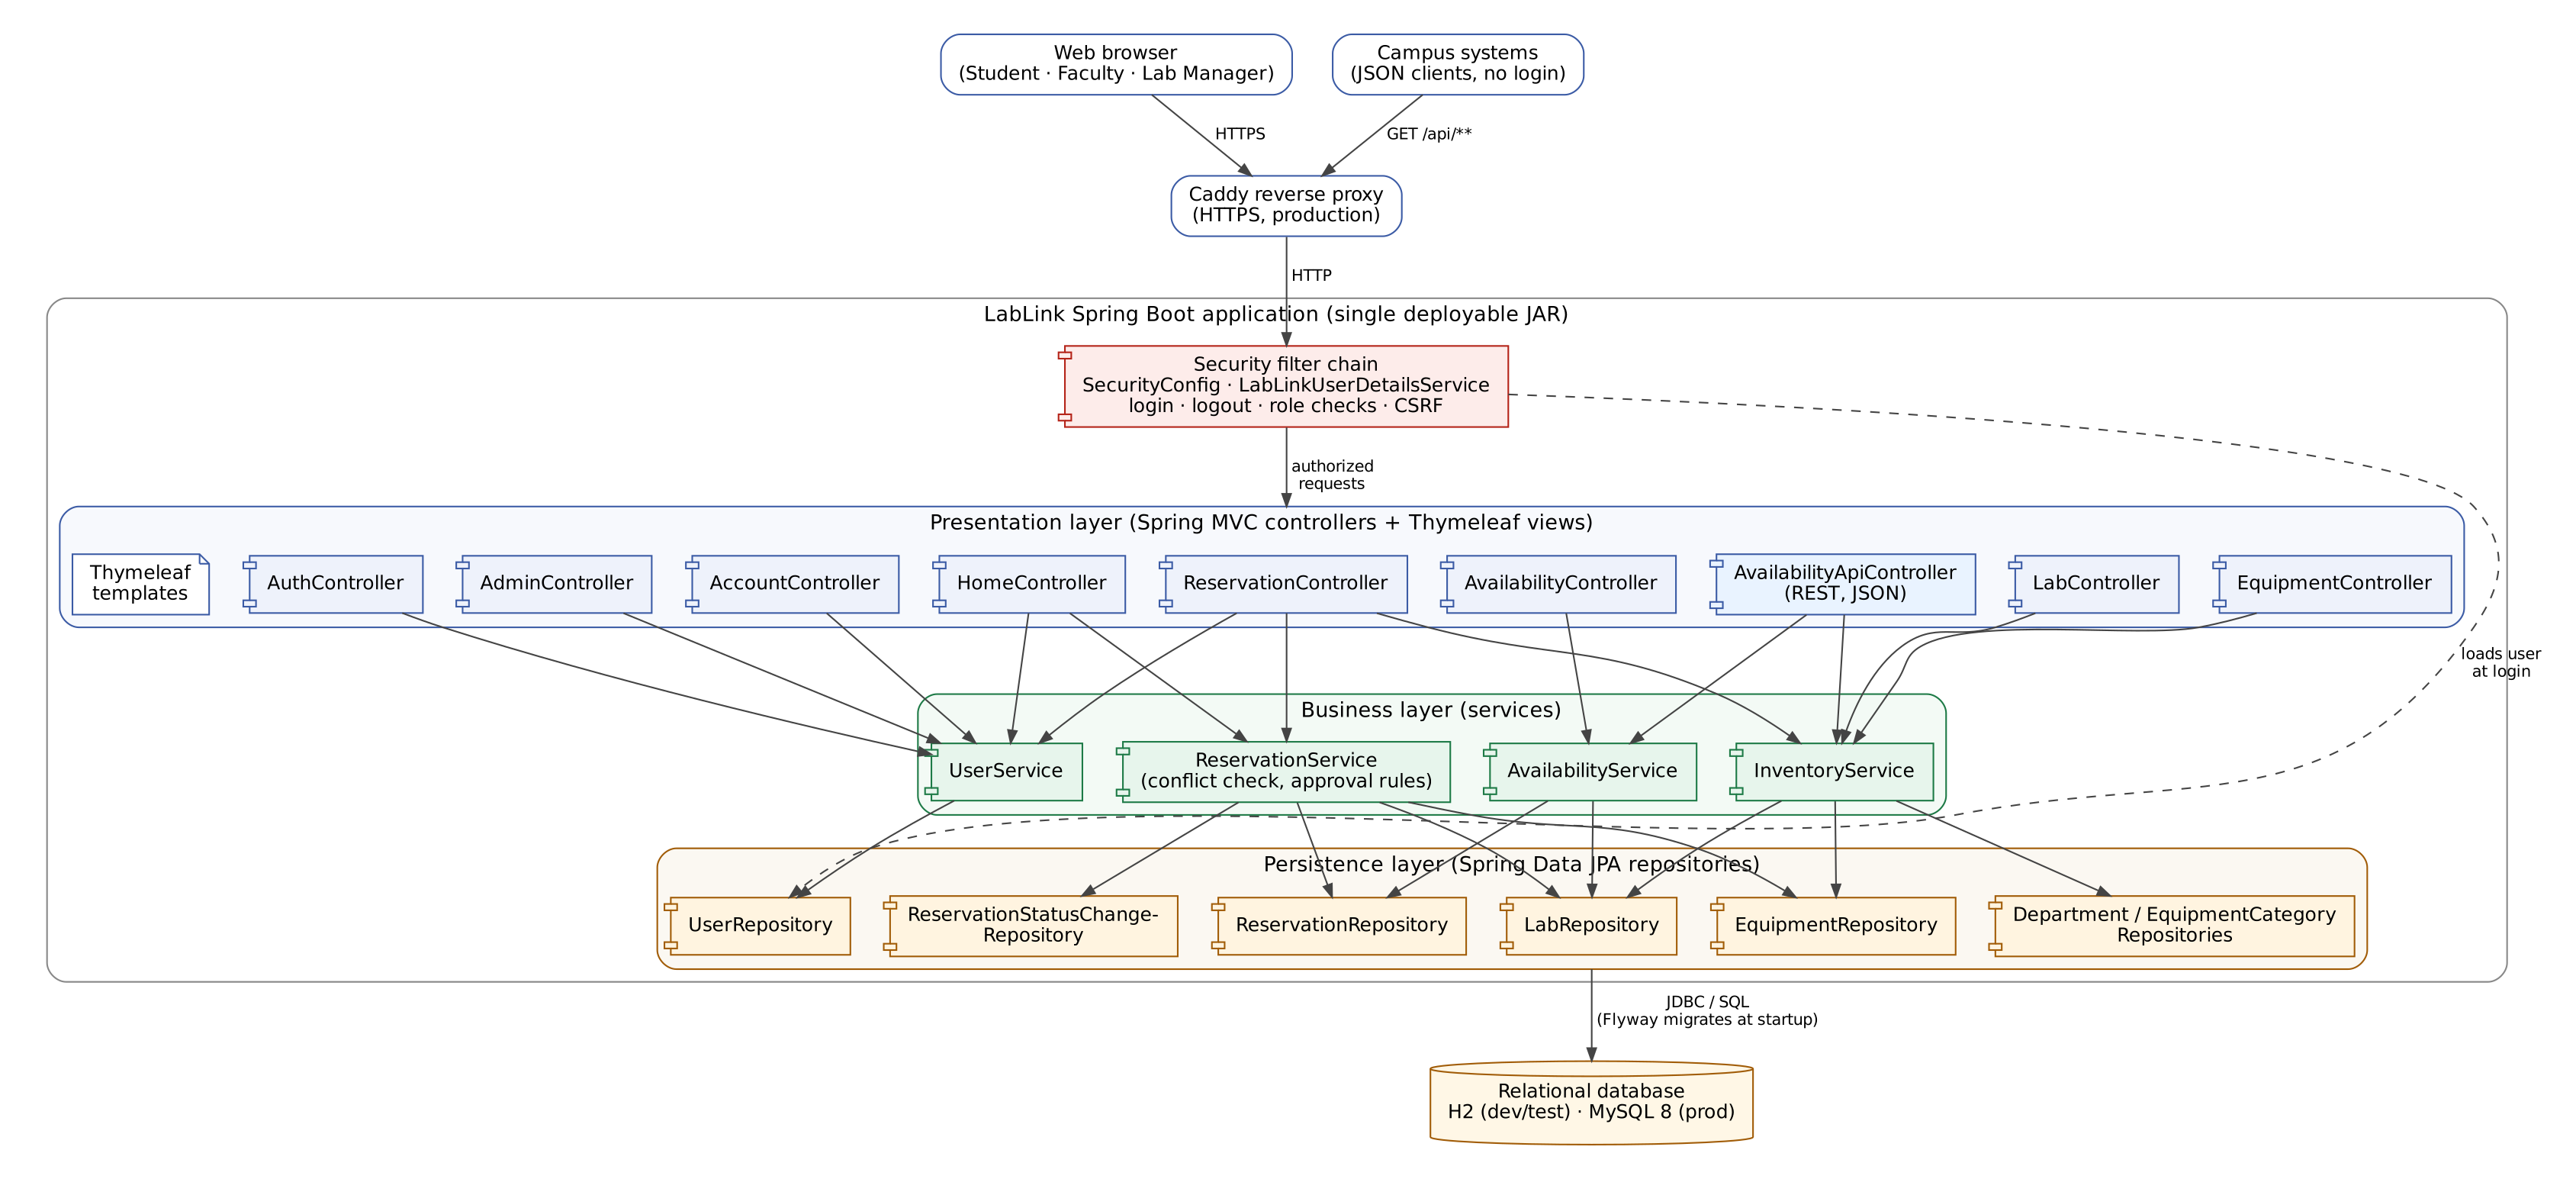 Web browser
(Student · Faculty · Lab Manager)
Campus systems
(JSON clients, no login)
HTTPS
GET /api/**
Caddy reverse proxy
(HTTPS, production)
HTTP
LabLink Spring Boot application (single deployable JAR)
Security filter chain
SecurityConfig · LabLinkUserDetailsService
login · logout · role checks · CSRF
authorized
requests
Presentation layer (Spring MVC controllers + Thymeleaf views)
Thymeleaf
templates
AuthController
AdminController
AccountController
HomeController
ReservationController
AvailabilityController
AvailabilityApiController
(REST, JSON)
LabController
EquipmentController
loads user
at login
Business layer (services)
UserService
ReservationService
(conflict check, approval rules)
AvailabilityService
InventoryService
Persistence layer (Spring Data JPA repositories)
UserRepository
ReservationStatusChange-
Repository
ReservationRepository
LabRepository
EquipmentRepository
Department / EquipmentCategory
Repositories
JDBC / SQL
(Flyway migrates at startup)
Relational database
H2 (dev/test) · MySQL 8 (prod)